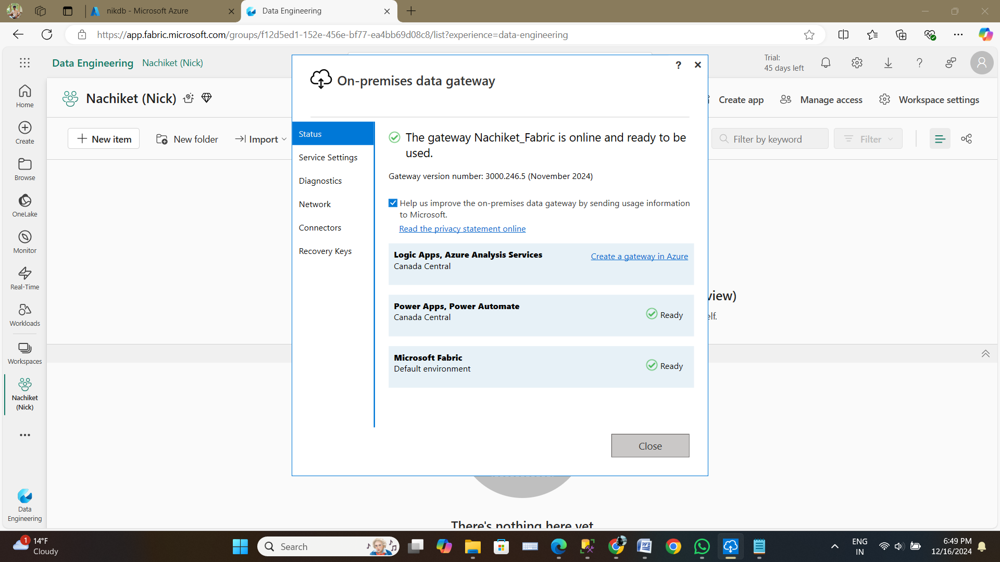 nikdb - Microsoft Azure
Data Engineering
https://app.fabric.microsoft.com/groups/f12d5ed1-152e-456e-bf77-ea4bb69d08c8/list?experience=data-engineering
Data Engineering Nachiket (Nick)
Trial:
45 days left
Home
Create
Browse
OneLake
Monitor
Real-Time
Workloads
Workspaces
Nachiket
(Nick)
Data
Engineering
Nachiket (Nick)
Create app
Manage access
Workspace settings
New item
New folder
Import
Filter by keyword
Filter
On-premises data gateway
Status
Service Settings
Diagnostics
Network
Connectors
Recovery Keys
The gateway Nachiket_Fabric is online and ready to be
used.
Gateway version number: 3000.246.5 (November 2024)
Help us improve the on-premises data gateway by sending usage information
to Microsoft.
Read the privacy statement online
Logic Apps, Azure Analysis Services
Create a gateway in Azure
Canada Central
Power Apps, Power Automate
Canada Central
Ready
Microsoft Fabric
Default environment
Ready
Close
view)
elf.
There's nothing here yet
1
14°F
Cloudy
Search
ENG
IN
6:49 PM
12/16/2024